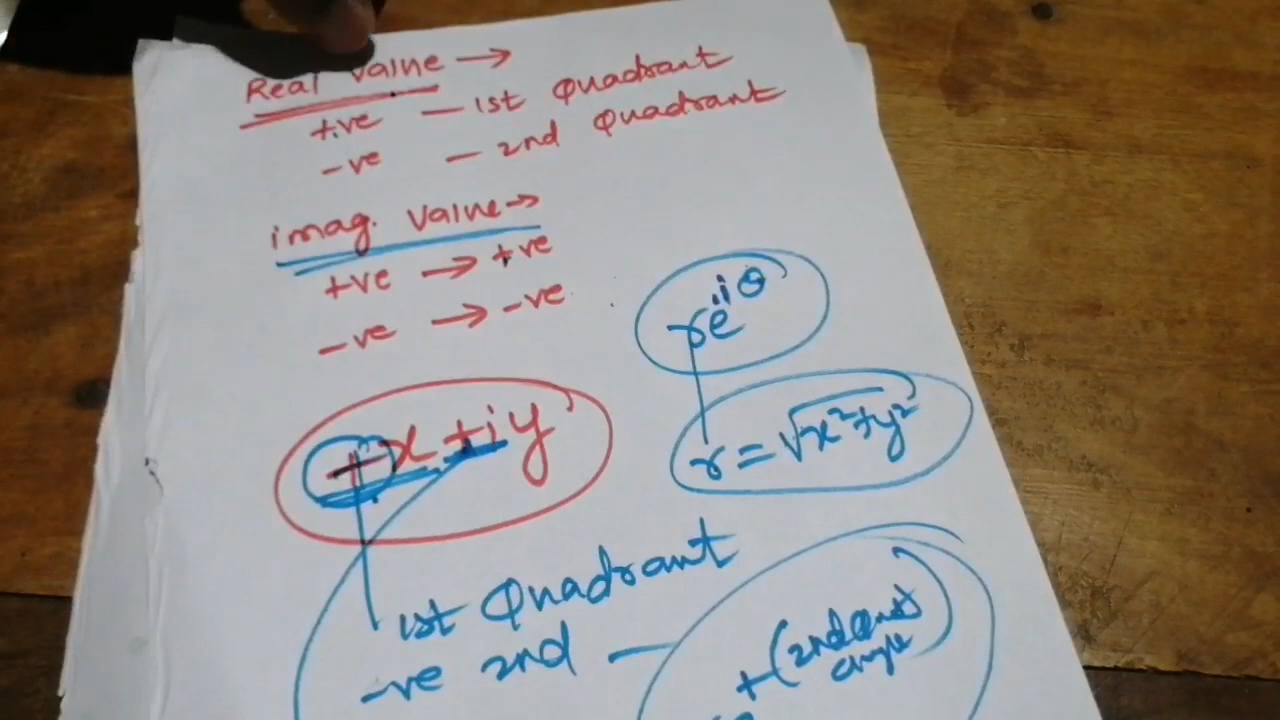 Real Value →
+ve — 1st Quadrant
-ve — 2nd Quadrant
imag. Value →
+ve → +ve
-ve → -ve
re^iθ
r = √x²+y²
+x +iy
1st Quadrant
-ve 2nd —
+(2nd Quad
angle)